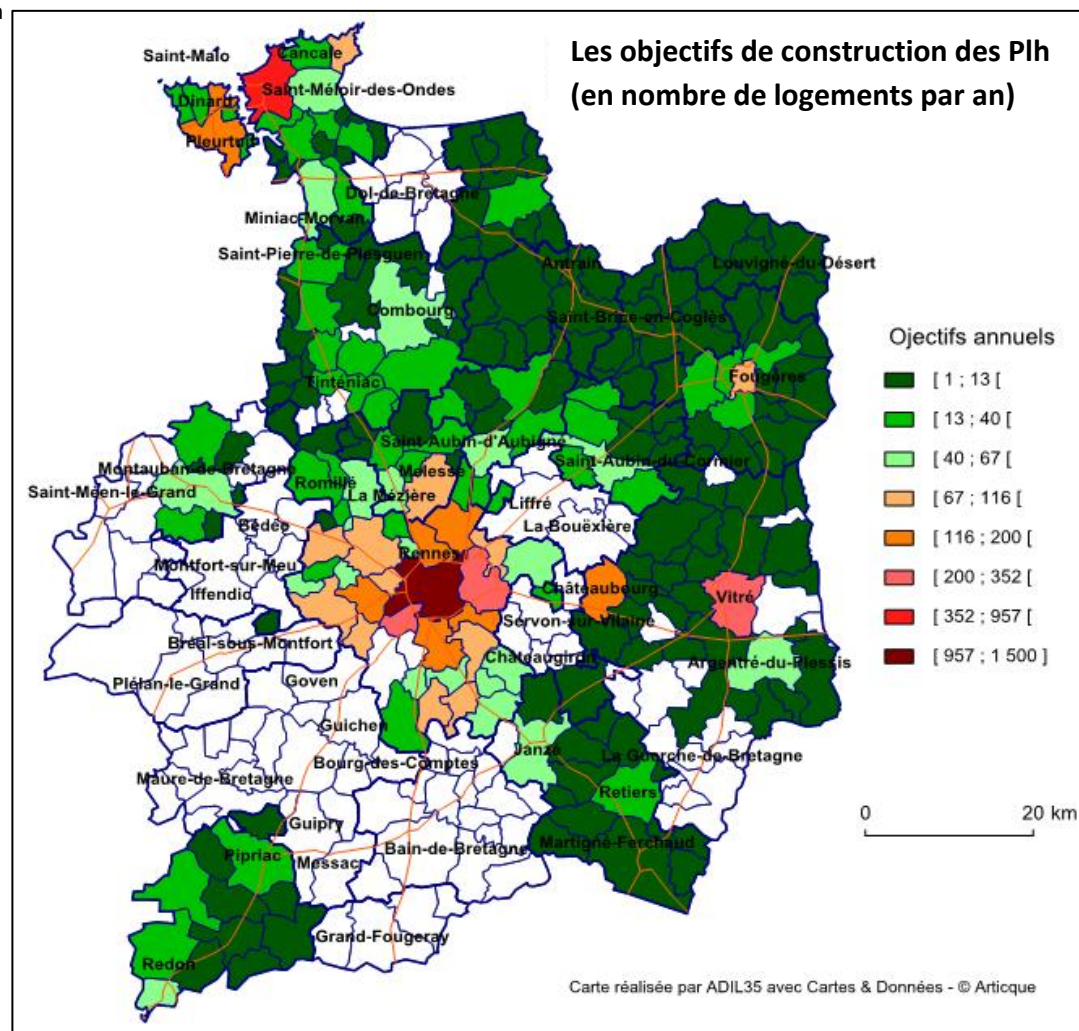 n
Les objectifs de construction des Plh
(en nombre de logements par an)
Saint-Malo
Cancale
Saint-Méloir-des-Ondes
Dinard
Pleurtuit
Dol-de-Bretagne
Miniac-Morvan
Saint-Pierre-de-Plesguen
Antrain
Louvigné-du-Désert
Combourg
Saint-Brice-en-Coglès
Ojectifs annuels
[ 1 ; 13 [
[ 13 ; 40 [
[ 40 ; 67 [
[ 67 ; 116 [
[ 116 ; 200 [
[ 200 ; 352 [
[ 352 ; 957 [
[ 957 ; 1 500 ]
Fougères
Tinténiac
Saint-Aubin-d'Aubigné
Saint-Aubin-du-Cormier
Montauban-de-Bretagne
Melesse
Romillé
La Mézière
Saint-Méen-le-Grand
Liffré
La Bouëxière
Bédée
Rennes
Montfort-sur-Meu
Iffendic
Châteaubourg
Vitré
Servon-sur-Vilaine
Bréal-sous-Montfort
Châteaugiron
Argentré-du-Plessis
Plélan-le-Grand
Goven
Guichen
Janzé
La Guerche-de-Bretagne
Bourg-des-Comptes
Maure-de-Bretagne
Retiers
0
20 km
Guipry
Martigné-Ferchaud
Bain-de-Bretagne
Pipriac
Messac
Grand-Fougeray
Redon
Carte réalisée par ADIL35 avec Cartes & Données - © Articque